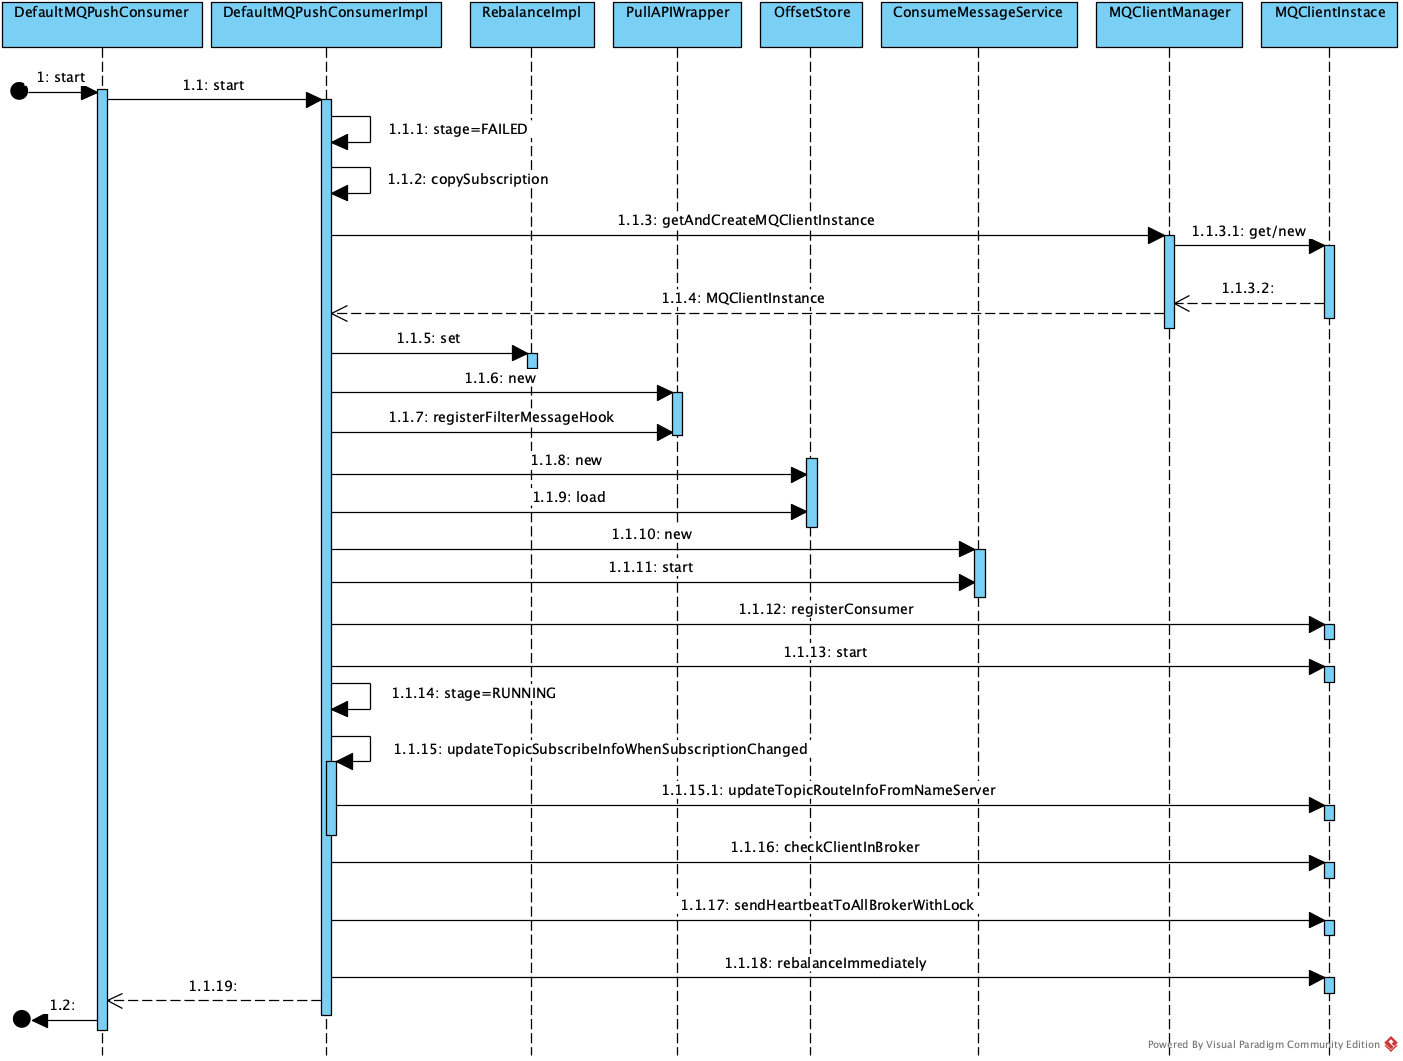 DefaultMQPushConsumer
DefaultMQPushConsumerImpl
RebalanceImpl
PullAPIWrapper
OffsetStore
ConsumeMessageService
MQClientManager
MQClientInstace
1: start
1.1: start
1.1.1: stage=FAILED
1.1.2: copySubscription
1.1.3: getAndCreateMQClientInstance
1.1.3.1: get/new
1.1.3.2:
1.1.4: MQClientInstance
1.1.5: set
1.1.6: new
1.1.7: registerFilterMessageHook
1.1.8: new
1.1.9: load
1.1.10: new
1.1.11: start
1.1.12: registerConsumer
1.1.13: start
1.1.14: stage=RUNNING
1.1.15: updateTopicSubscribeInfoWhenSubscriptionChanged
1.1.15.1: updateTopicRouteInfoFromNameServer
1.1.16: checkClientInBroker
1.1.17: sendHeartbeatToAllBrokerWithLock
1.1.18: rebalanceImmediately
1.1.19:
1.2:
Powered By Visual Paradigm Community Edition